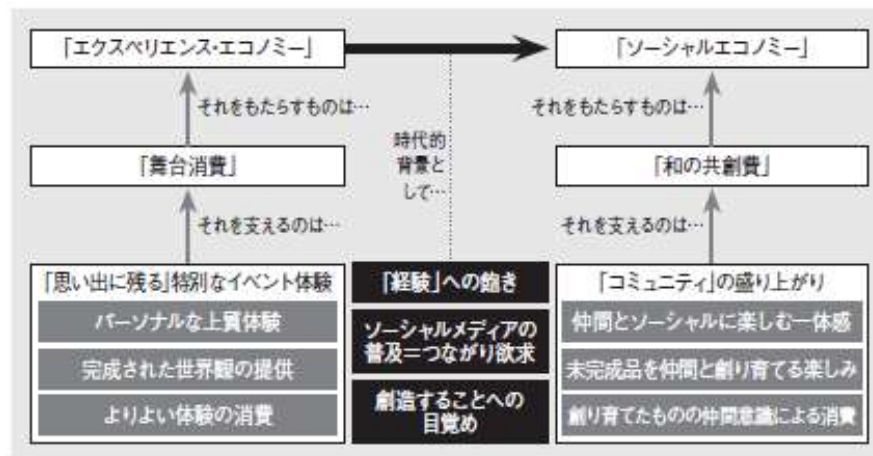 「エクスペリエンス・エコノミー」
「ソーシャルエコノミー」
それをもたらすものは…
それをもたらすものは…
時代的
背景と
して…
「舞台消費」
「和の共創費」
それを支えるのは…
それを支えるのは…
「思い出に残る」特別なイベント体験
パーソナルな上質体験
完成された世界観の提供
よりよい体験の消費
「経験」への飽き
ソーシャルメディアの
普及＝つながり欲求
創造することへの
目覚め
「コミュニティ」の盛り上がり
仲間とソーシャルに楽しむ一体感
未完成品を仲間と創り育てる楽しみ
創り育てたものの仲間意識による消費